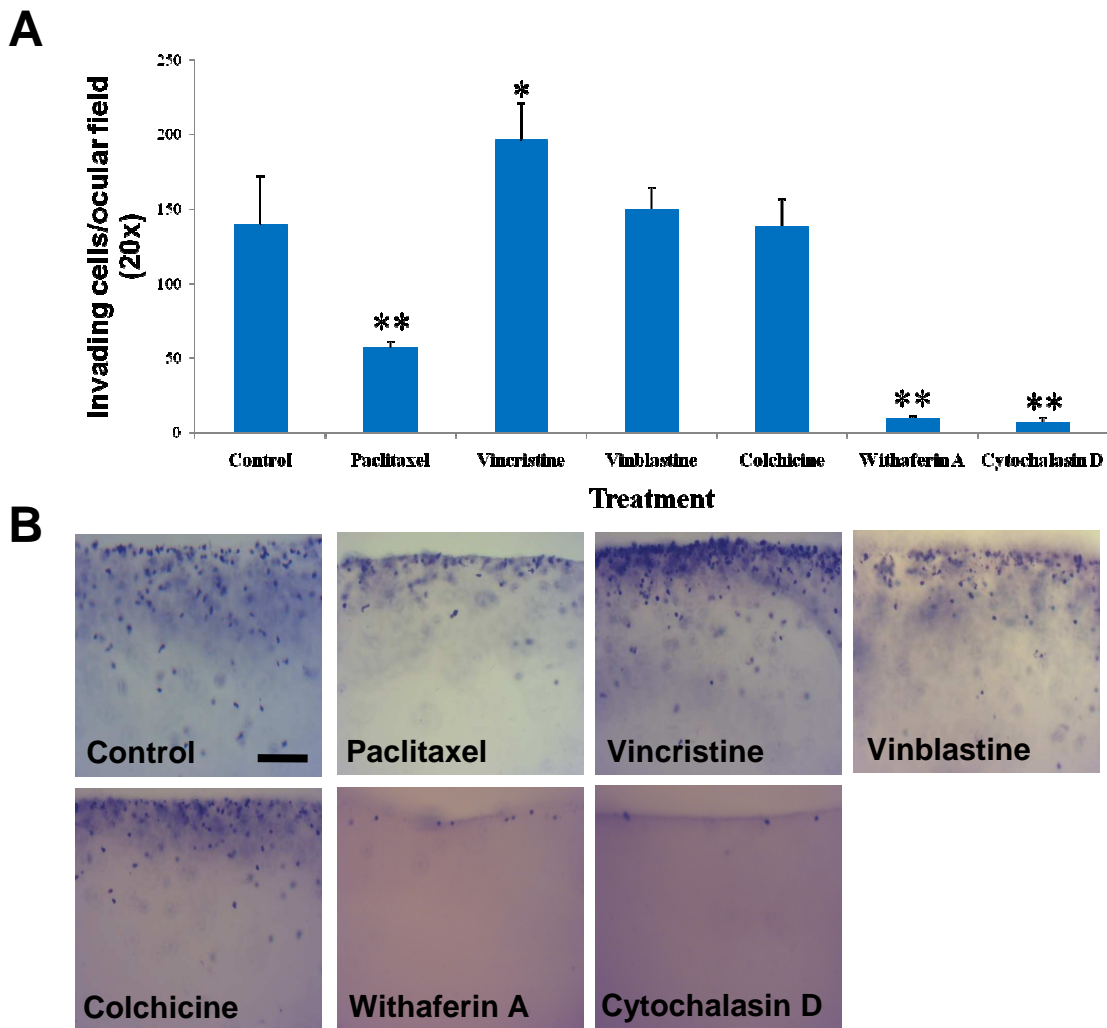 A
Invading cells/ocular field
(20x)
250
200
150
100
50
0
**
*
**
**
Control Paclitaxel Vincristine Vinblastine Colchicine Withaferin A Cytochalasin D
Treatment
B
Control Paclitaxel Vincristine Vinblastine
Colchicine Withaferin A Cytochalasin D